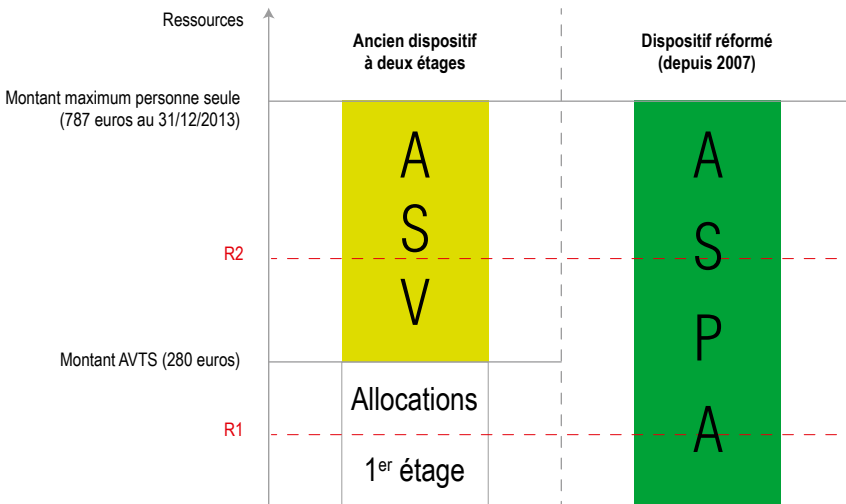 Ressources
Ancien dispositif
à deux étages
Dispositif réformé
(depuis 2007)
Montant maximum personne seule
(787 euros au 31/12/2013)
A
S
V
A
S
P
A
R2
Montant AVTS (280 euros)
Allocations
1er étage
R1